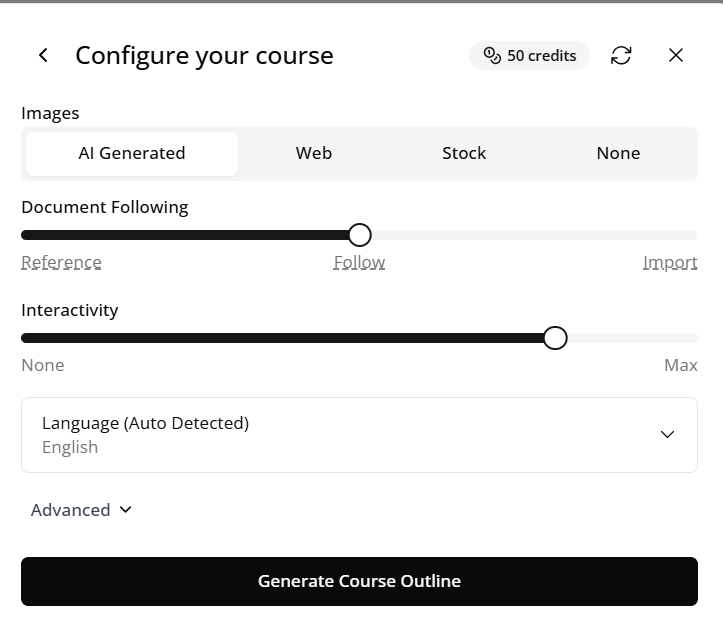 Configure your course
50 credits
Images
AI Generated
Web
Stock
None
Document Following
Reference
Follow
Import
Interactivity
None
Max
Language (Auto Detected)
English
Advanced
Generate Course Outline